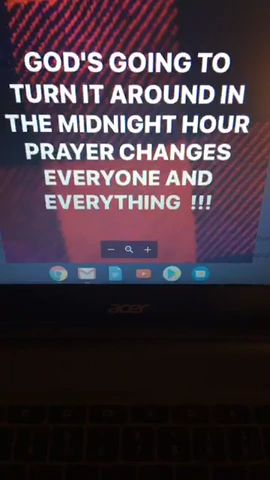 GOD'S GOING TO
TURN IT AROUND IN
THE MIDNIGHT HOUR
PRAYER CHANGES
EVERYONE AND
EVERYTHING !!!
acer